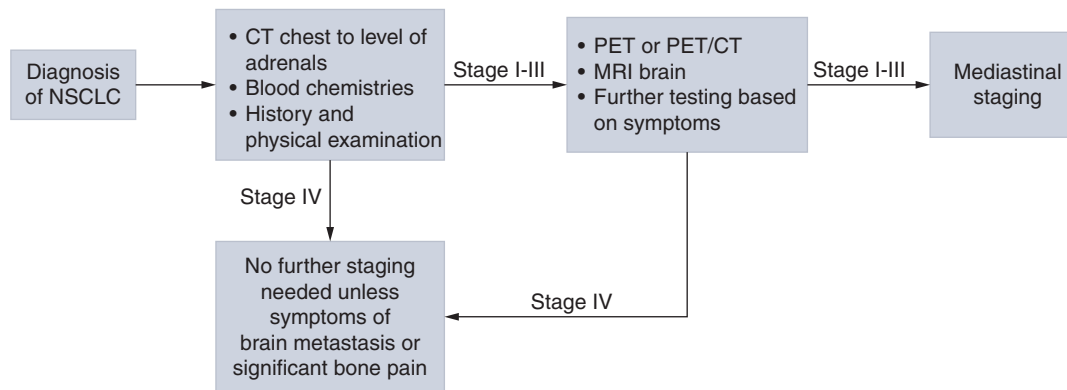 Diagnosis
of NSCLC
• CT chest to level of
adrenals
• Blood chemistries
• History and
physical examination
Stage I-III
• PET or PET/CT
• MRI brain
• Further testing based
on symptoms
Stage I-III
Mediastinal
staging
Stage IV
No further staging
needed unless
symptoms of
brain metastasis or
significant bone pain
Stage IV